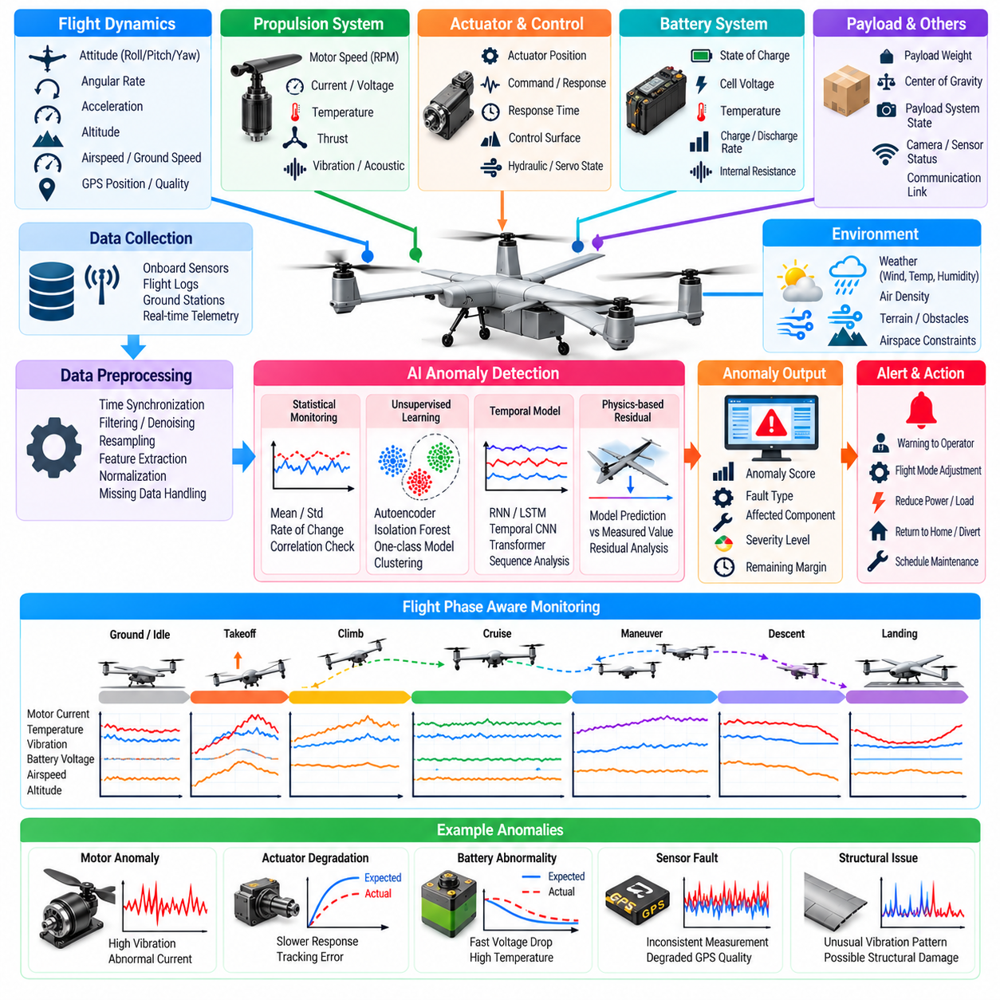 Flight Dynamics
Attitude (Roll/Pitch/Yaw)
Angular Rate
Acceleration
Altitude
Airspeed / Ground Speed
GPS Position / Quality
Propulsion System
Motor Speed (RPM)
Current / Voltage
Temperature
Thrust
Vibration / Acoustic
Actuator & Control
Actuator Position
Command / Response
Response Time
Control Surface
Hydraulic / Servo State
Battery System
State of Charge
Cell Voltage
Temperature
Charge / Discharge
Rate
Internal Resistance
Payload & Others
Payload Weight
Center of Gravity
Payload System
State
Camera / Sensor
Status
Communication
Link
Data Collection
Onboard Sensors
Flight Logs
Ground Stations
Real-time Telemetry
Environment
Weather
(Wind, Temp, Humidity)
Air Density
Terrain / Obstacles
Airspace Constraints
Data Preprocessing
Time Synchronization
Filtering / Denoising
Resampling
Feature Extraction
Normalization
Missing Data Handling
AI Anomaly Detection
Statistical
Monitoring
Mean / Std
Rate of Change
Correlation Check
Unsupervised
Learning
Autoencoder
Isolation Forest
One-class Model
Clustering
Temporal Model
RNN / LSTM
Temporal CNN
Transformer
Sequence Analysis
Physics-based
Residual
Model Prediction
vs Measured Value
Residual Analysis
Anomaly Output
Anomaly Score
Fault Type
Affected Component
Severity Level
Remaining Margin
Alert & Action
Warning to Operator
Flight Mode Adjustment
Reduce Power / Load
Return to Home / Divert
Schedule Maintenance
Flight Phase Aware Monitoring
Ground / Idle
Takeoff
Climb
Cruise
Maneuver
Descent
Landing
Motor Current
Temperature
Vibration
Battery Voltage
Airspeed
Altitude
Example Anomalies
Motor Anomaly
High Vibration
Abnormal Current
Actuator Degradation
Expected
Actual
Slower Response
Tracking Error
Battery Abnormality
Expected
Actual
Fast Voltage Drop
High Temperature
Sensor Fault
GPS
GPS
Inconsistent Measurement
Degraded GPS Quality
Structural Issue
Unusual Vibration Pattern
Possible Structural Damage